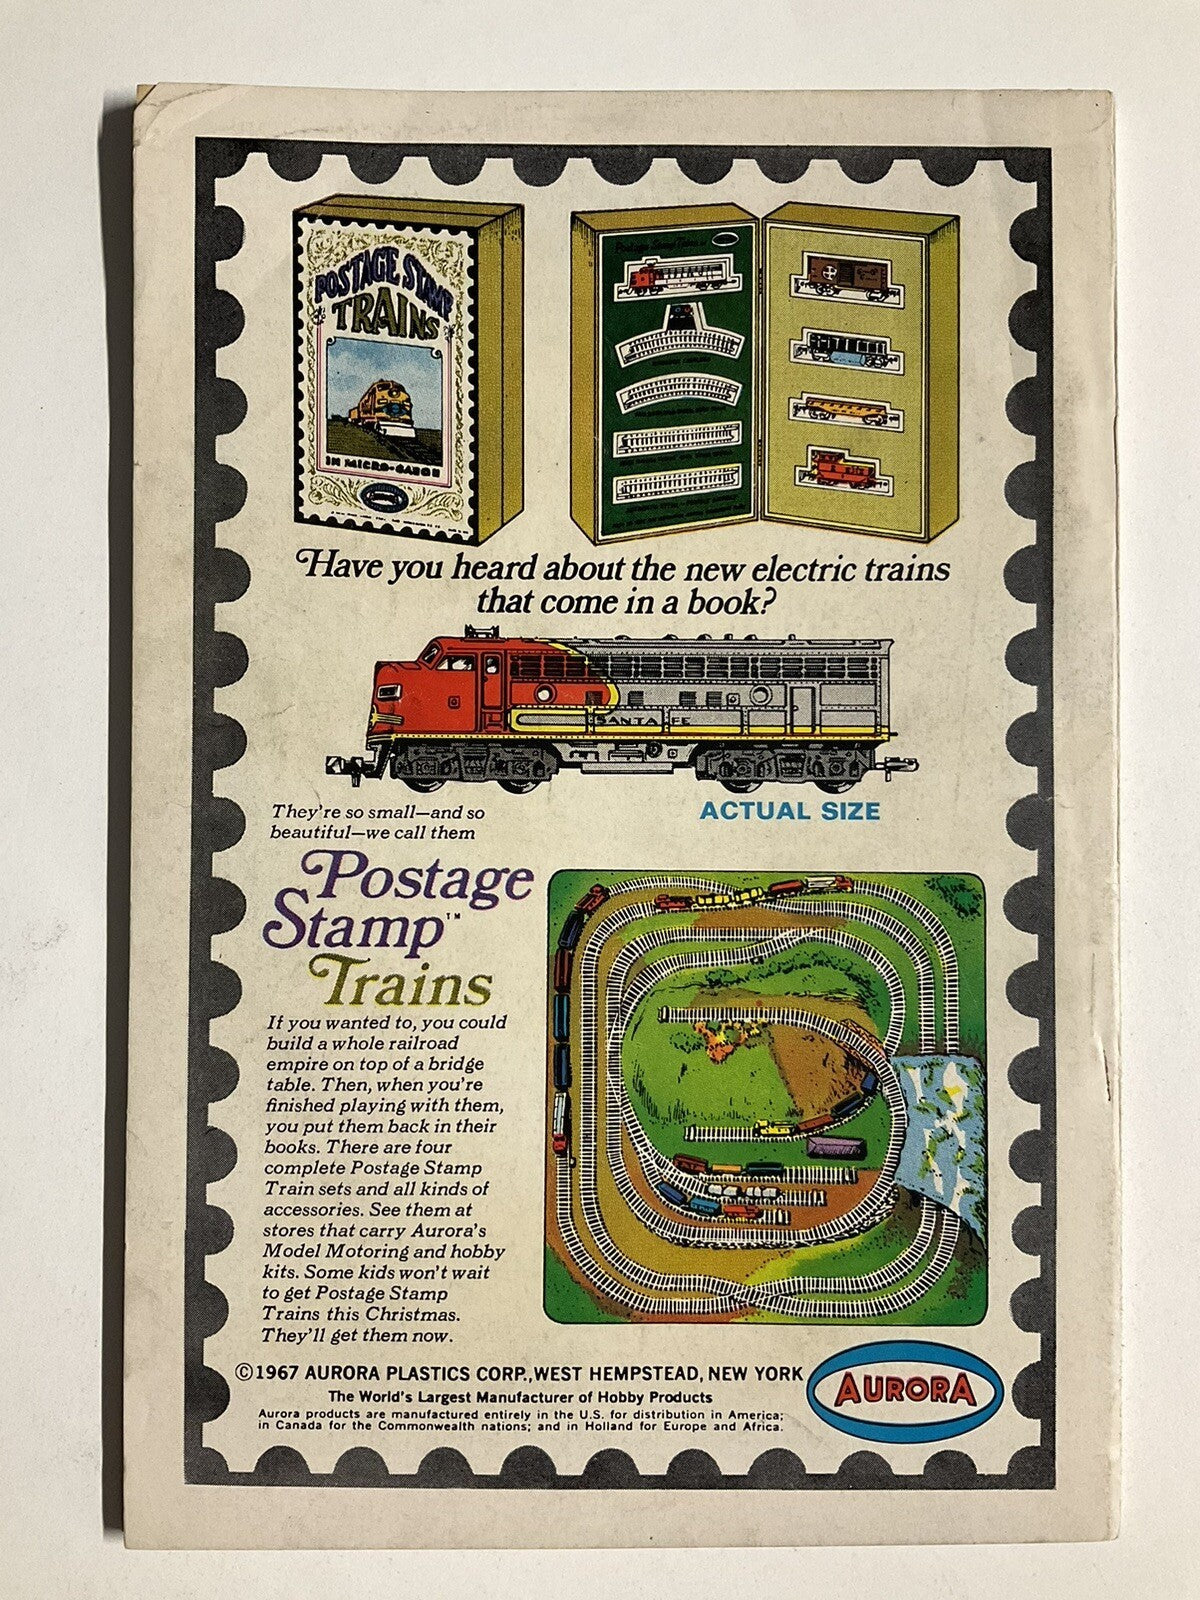 POSTAGE STAMP
TRAINS
IN MICRO-GAUGE
Postage Stamp Trains
Have you heard about the new electric trains
that come in a book?
SANTA FE
ACTUAL SIZE
They're so small—and so
beautiful—we call them
Postage
Stamp™
Trains
If you wanted to, you could
build a whole railroad
empire on top of a bridge
table. Then, when you're
finished playing with them,
you put them back in their
books. There are four
complete Postage Stamp
Train sets and all kinds of
accessories. See them at
stores that carry Aurora's
Model Motoring and hobby
kits. Some kids won't wait
to get Postage Stamp
Trains this Christmas.
They'll get them now.
©1967 AURORA PLASTICS CORP., WEST HEMPSTEAD, NEW YORK
The World's Largest Manufacturer of Hobby Products
Aurora products are manufactured entirely in the U.S. for distribution in America;
in Canada for the Commonwealth nations; and in Holland for Europe and Africa.
AURORA